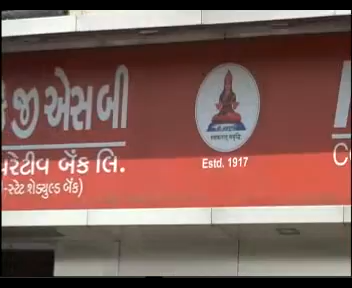 જી એસ બી
પરેટીવ બેંક લિ.
-સ્ટેટ શેડ્યુલ્ડ બેંક)
Estd. 1917